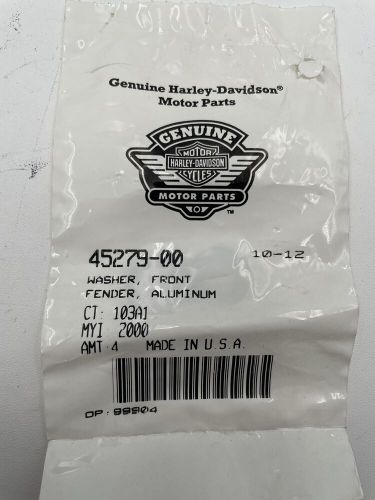 Genuine Harley-Davidson®
Motor Parts
GENUINE
MOTOR
HARLEY-DAVIDSON
CYCLES
MOTOR PARTS
™
45279-00 10-12
WASHER, FRONT
FENDER, ALUMINUM
CT: 103A1
MYI 2000
AMT 4 MADE IN U.S.A.
OP:99904